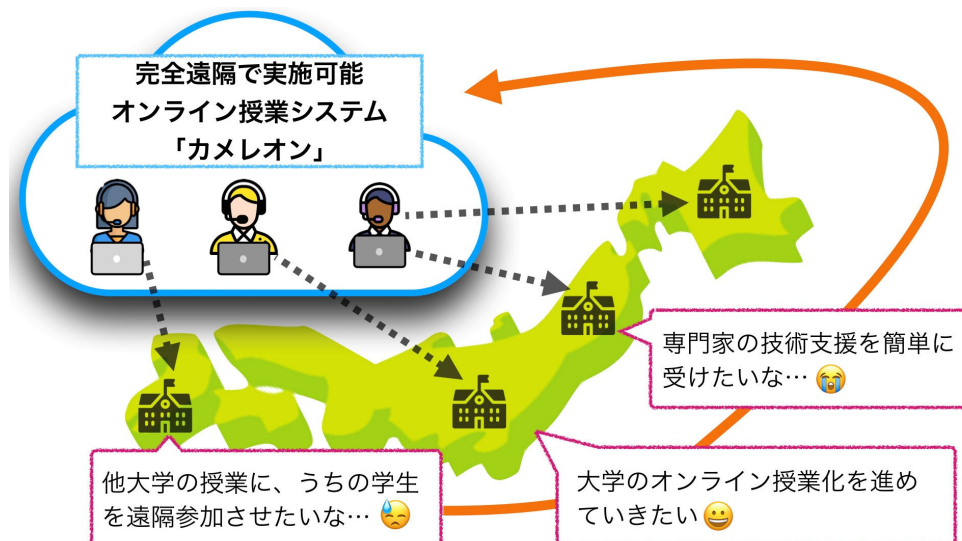 完全遠隔で実施可能
オンライン授業システム
「カメレオン」
専門家の技術支援を簡単に
受けたいな…😭
他大学の授業に、うちの学生
を遠隔参加させたいな…😓
大学のオンライン授業化を進め
ていきたい😀